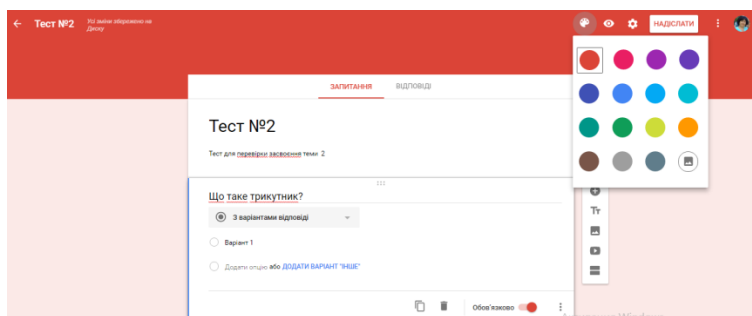 Тест №2
Усі зміни збережено на
Диску
НАДІСЛАТИ
ЗАПИТАННЯ
ВІДПОВІДІ
Тест №2
Тест для перевірки засвоєння теми 2
Що таке трикутник?
З варіантами відповіді
Варіант 1
Додати опцію або ДОДАТИ ВАРІАНТ "ІНШЕ"
Обов'язково
Tт